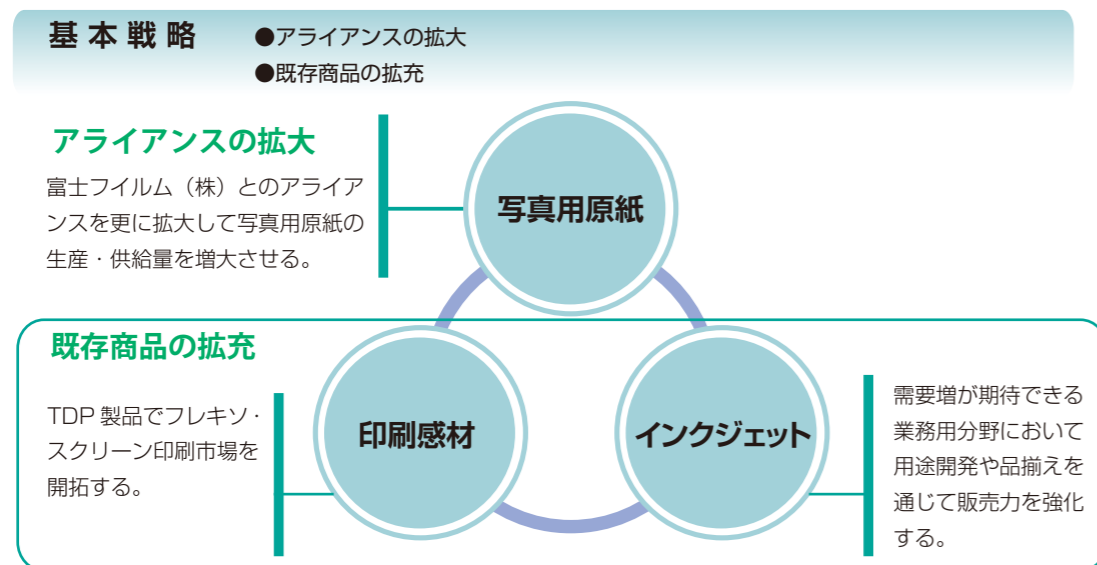 基本戦略
●アライアンスの拡大
●既存商品の拡充
アライアンスの拡大
富士フイルム（株）とのアライア
ンスを更に拡大して写真用原紙の
生産・供給量を増大させる。
写真用原紙
既存商品の拡充
TDP 製品でフレキソ・
スクリーン印刷市場を
開拓する。
印刷感材
インクジェット
需要増が期待できる
業務用分野において
用途開発や品揃えを
通じて販売力を強化
する。